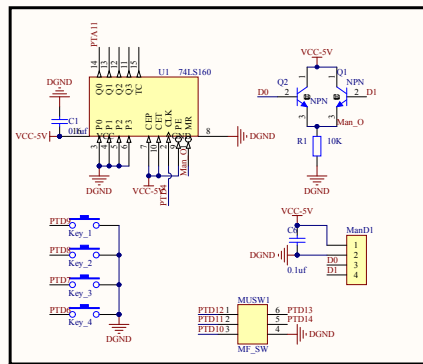 PTA11
14
13
12
11
15
U1
74LS160
Q0
Q1
Q2
Q3
TC
DGND
C1
0.1uf
VCC-5V
16
VCC
P0
P1
P2
P3
CEP
CET
CLK
PE
GND
MR
8
DGND
3
4
5
6
7
10
2
9
1
Man_O
DGND
VCC-5V
PTD4
VCC-5V
Q2
Q1
1
1
NPN
D0
2
2
D1
NPN
3
3
Man_O
R1
10K
DGND
PTD9
Key_1
PTD8
Key_2
PTD7
Key_3
PTD6
Key_4
DGND
VCC-5V
C6
0.1uf
DGND
ManD1
1
2
D0
3
D1
4
MUSW1
PTD12
1
6
PTD13
PTD11
2
5
PTD14
PTD10
3
4
DGND
MF_SW